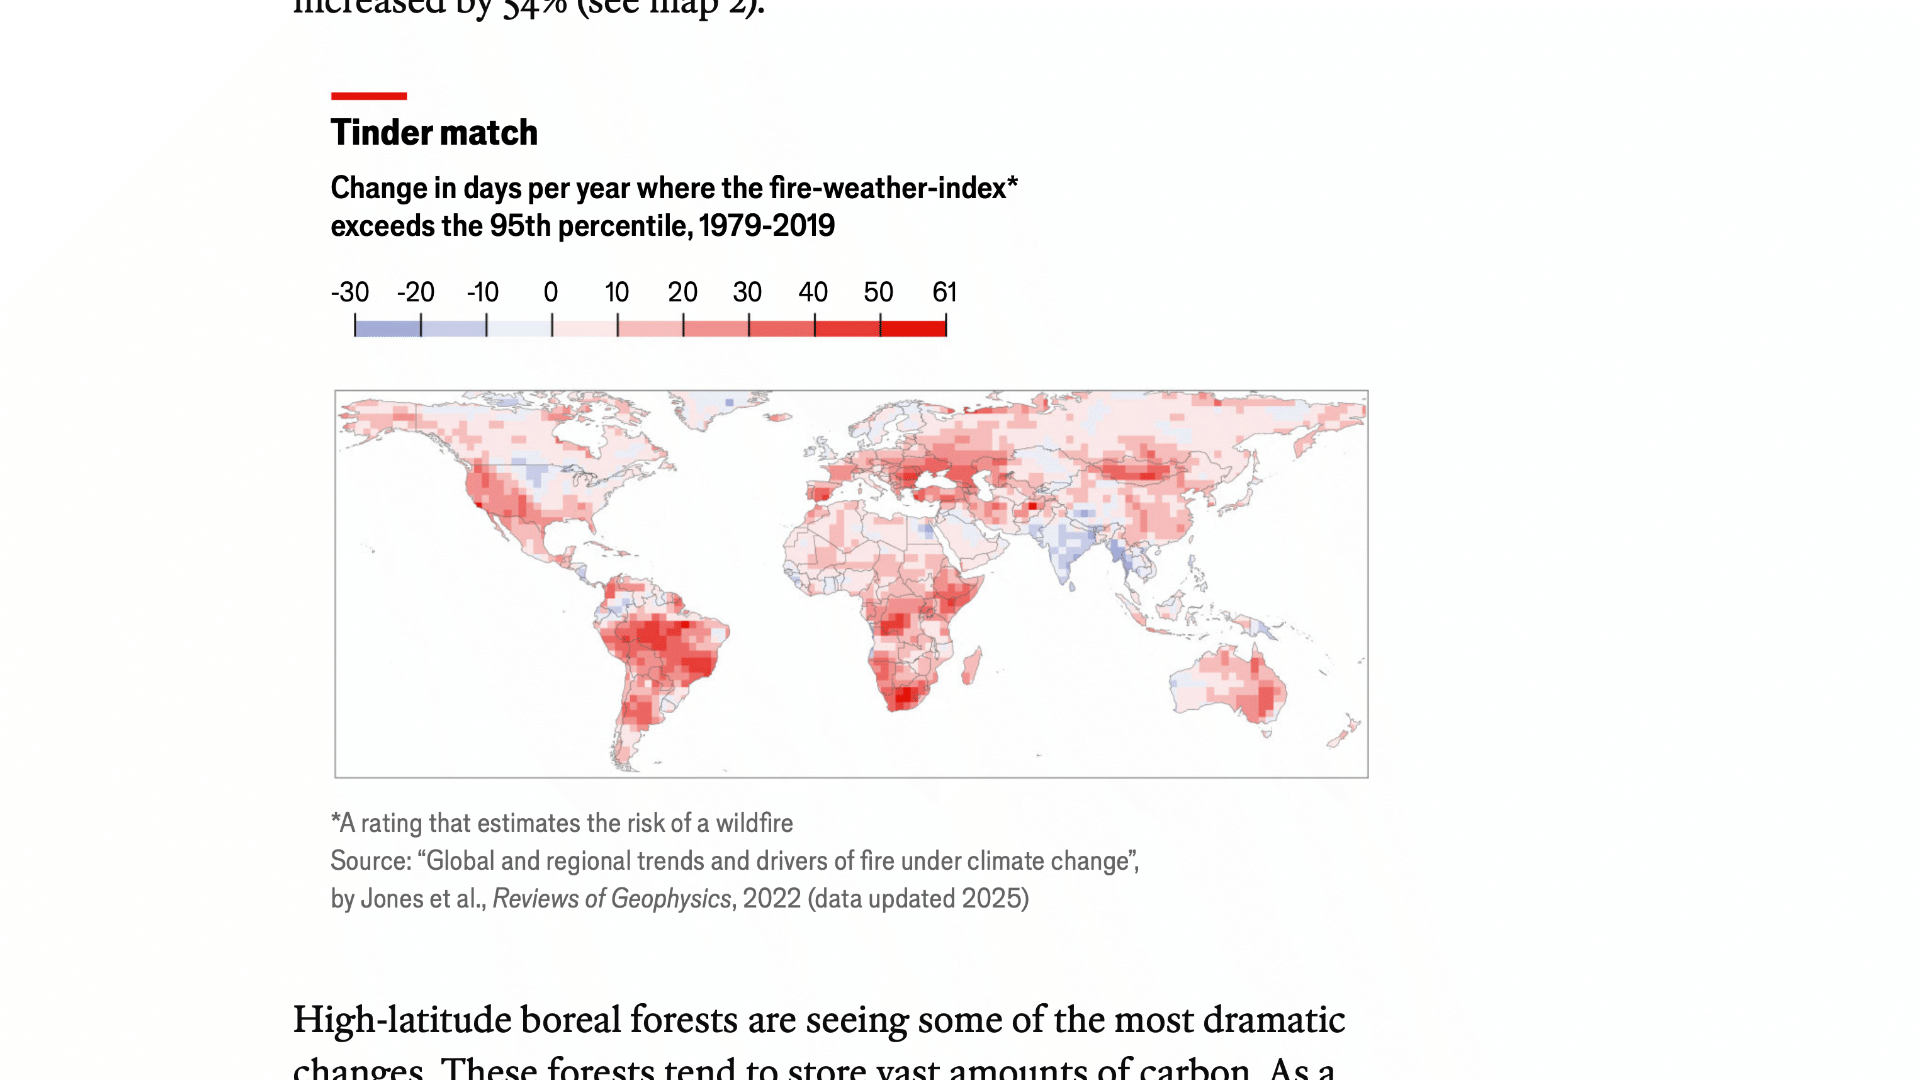 increased by 54% (see map 2).
Tinder match
Change in days per year where the fire-weather-index*
exceeds the 95th percentile, 1979-2019
-30 -20 -10 0 10 20 30 40 50 61
*A rating that estimates the risk of a wildfire
Source: “Global and regional trends and drivers of fire under climate change”,
by Jones et al., Reviews of Geophysics, 2022 (data updated 2025)
High-latitude boreal forests are seeing some of the most dramatic
changes. These forests tend to store vast amounts of carbon. As a